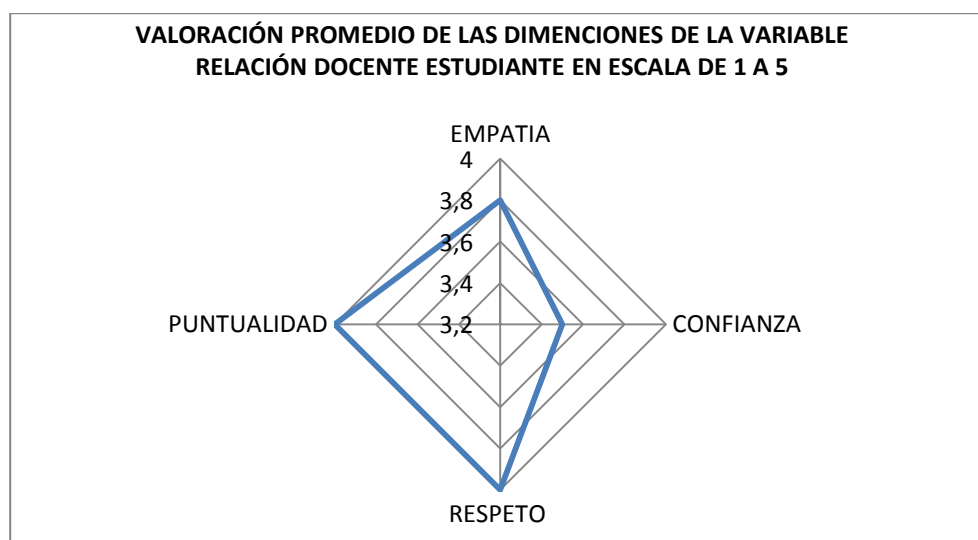 VALORACIÓN PROMEDIO DE LAS DIMENCIONES DE LA VARIABLE
RELACIÓN DOCENTE ESTUDIANTE EN ESCALA DE 1 A 5
EMPATIA
4
3,8
3,6
3,4
3,2
PUNTUALIDAD
CONFIANZA
RESPETO